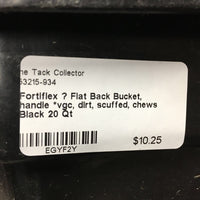 he Tack Collector
53215-934
Fortiflex ? Flat Back Bucket,
handle *vgc, dirt, scuffed, chews
Black 20 Qt
EGYF2Y
$10.25